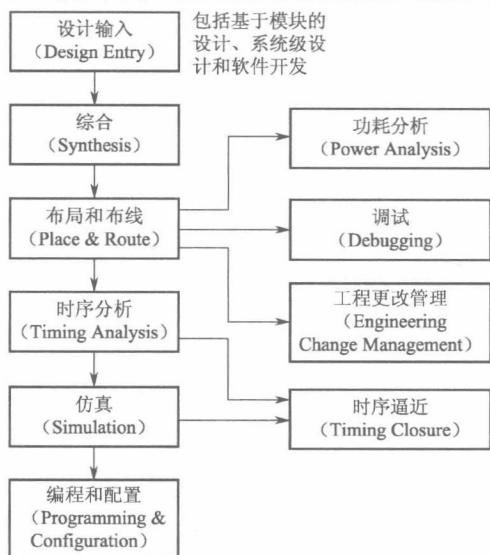 设计输入
（Design Entry）
包括基于模块的
设计、系统级设
计和软件开发
综合
（Synthesis）
功耗分析
（Power Analysis）
布局和布线
（Place & Route）
调试
（Debugging）
时序分析
（Timing Analysis）
工程更改管理
（Engineering
Change Management）
仿真
（Simulation）
时序逼近
（Timing Closure）
编程和配置
（Programming &
Configuration）